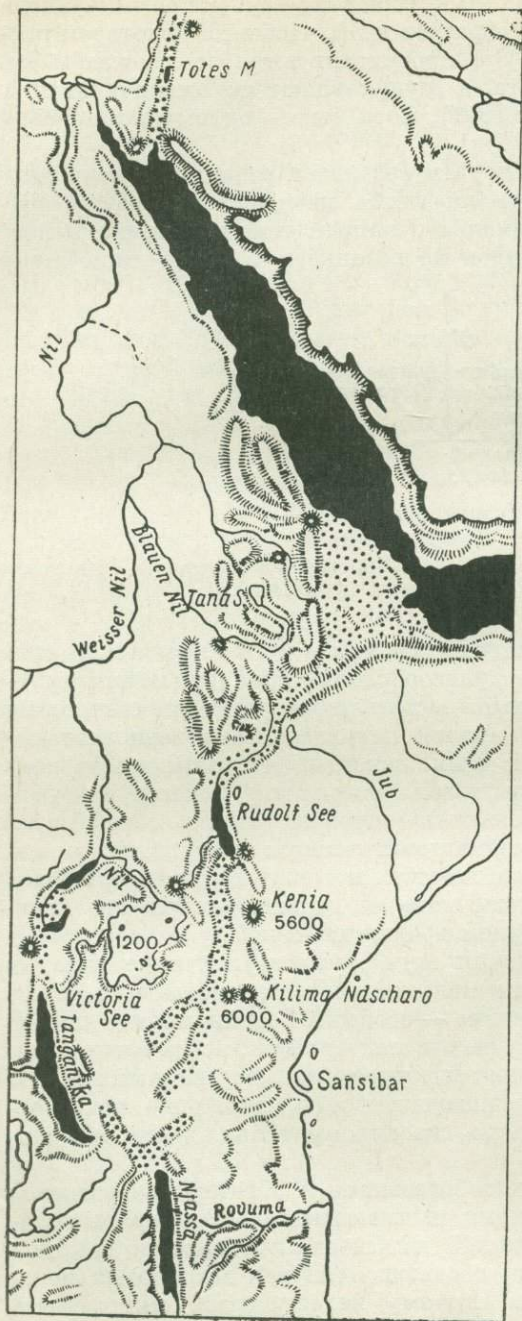 Totes M
Nil
Blauen Nil
Tana S.
Weisser Nil
Jub
Rudolf See
Nil
Kenia
5600
1200
Victoria
See
Kilima Ndscharo
6000
Tanganika
Sansibar
Njassa
Rovuma